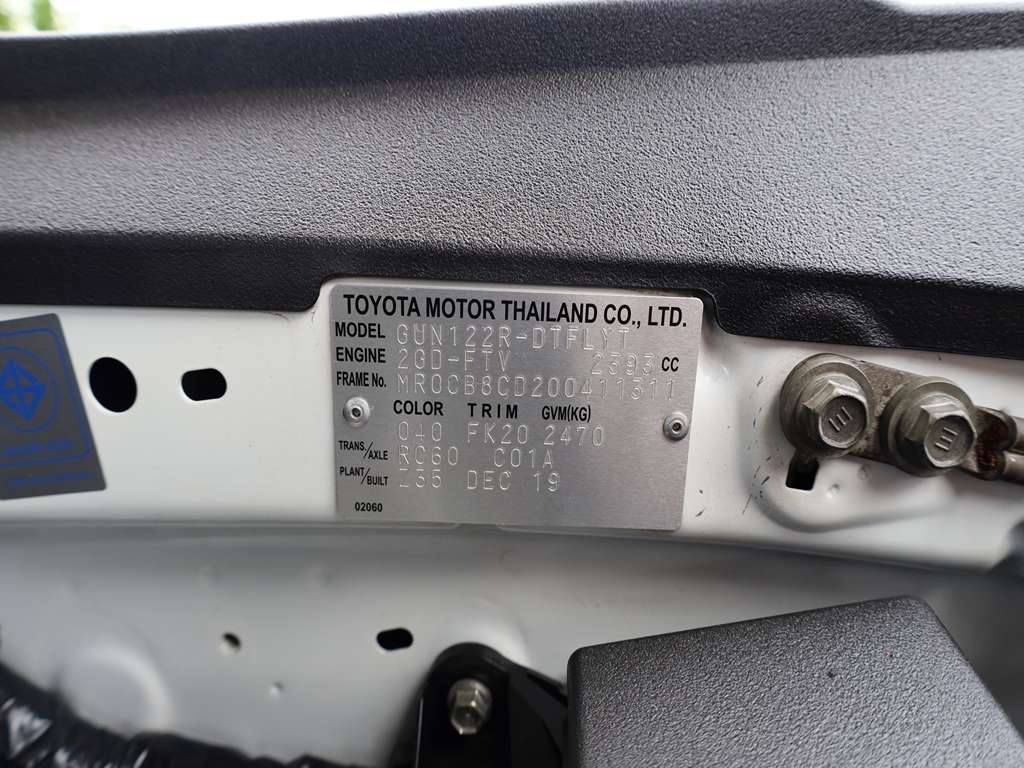 TOYOTA MOTOR THAILAND CO., LTD.
MODEL GUN122R-DTFLYT
ENGINE 2GD-FTV 2393 CC
FRAME No. MR0CB8CD200411311
COLOR TRIM GVM(KG)
040 FK20 2470
TRANS/AXLE RC60 C01A
PLANT/BUILT Z35 DEC 19
02060